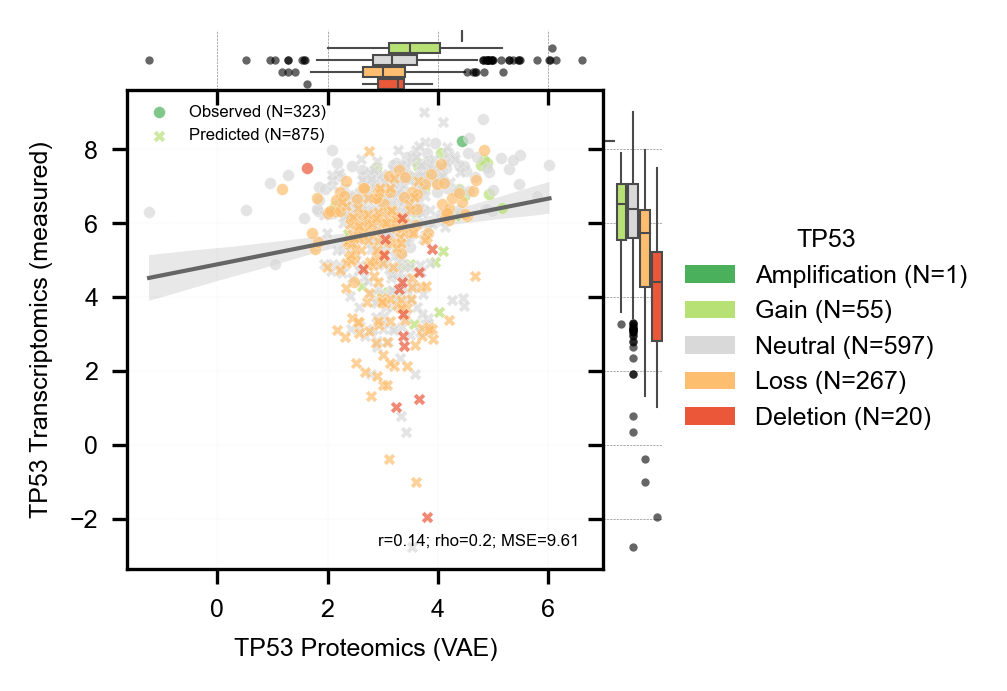 Observed (N=323)
Predicted (N=875)
8
6
4
2
0
−2
TP53 Transcriptomics (measured)
r=0.14; rho=0.2; MSE=9.61
0 2 4 6
TP53 Proteomics (VAE)
TP53
Amplification (N=1)
Gain (N=55)
Neutral (N=597)
Loss (N=267)
Deletion (N=20)